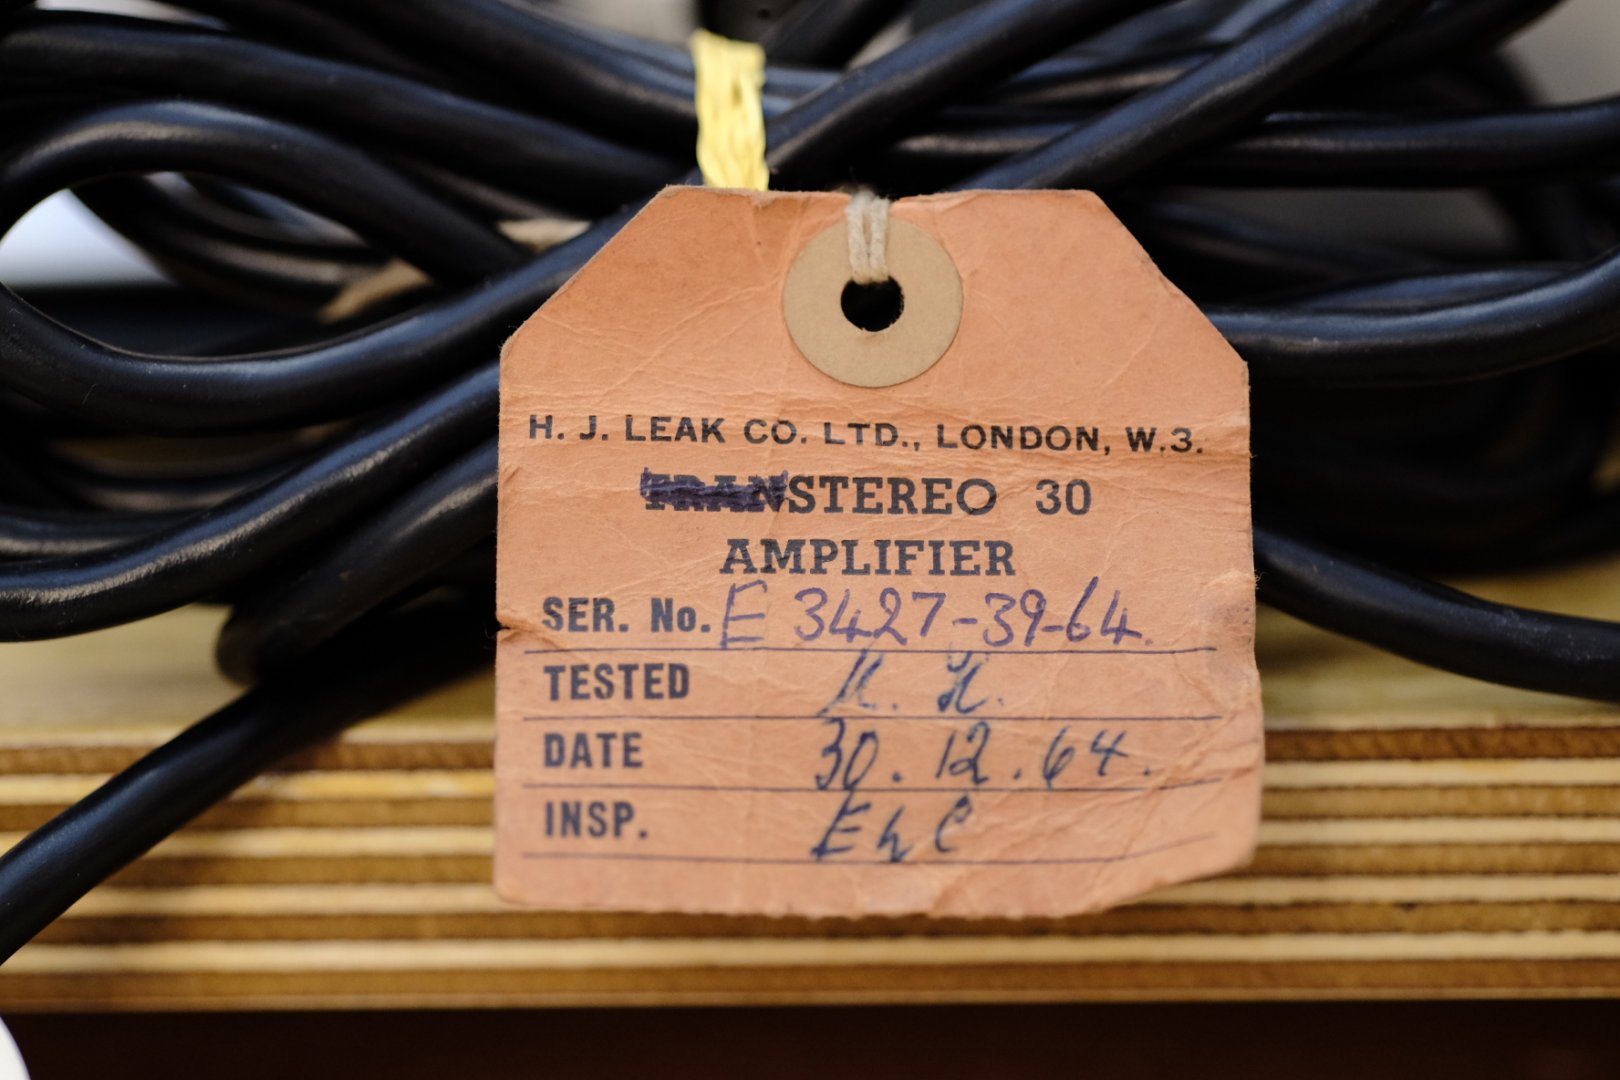 H. J. LEAK CO. LTD., LONDON, W.3.
TRANSTEREO 30
AMPLIFIER
SER. No. E 3427-39-64.
TESTED
DATE 30.12.64.
INSP. EhC